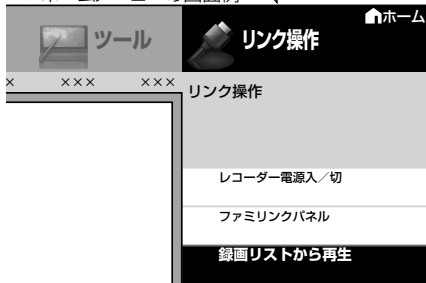 ホーム
ツール
リンク操作
××× ×××
リンク操作
レコーダー電源入／切
ファミリンクパネル
録画リストから再生